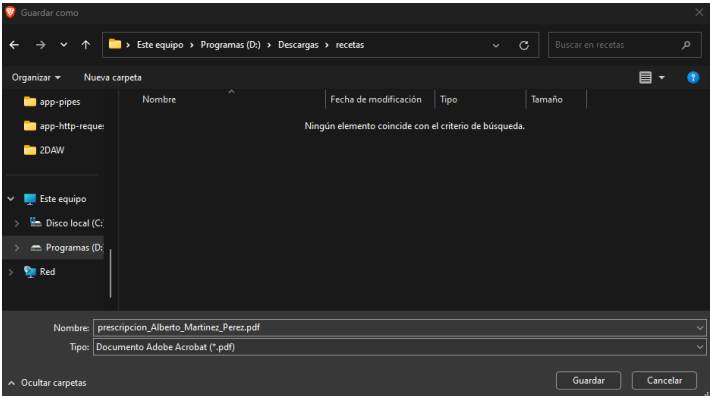 Guardar como
Este equipo > Programas (D:) > Descargas > recetas
Buscar en recetas
Organizar
Nueva carpeta
Nombre
Fecha de modificación
Tipo
Tamaño
app-pipes
app-http-reque
2DAW
Ningún elemento coincide con el criterio de búsqueda.
Este equipo
Disco local (C:
Programas (D:
Red
Nombre: prescripcion_Alberto_Martinez_Perez.pdf
Tipo: Documento Adobe Acrobat (*.pdf)
Ocultar carpetas
Guardar
Cancelar